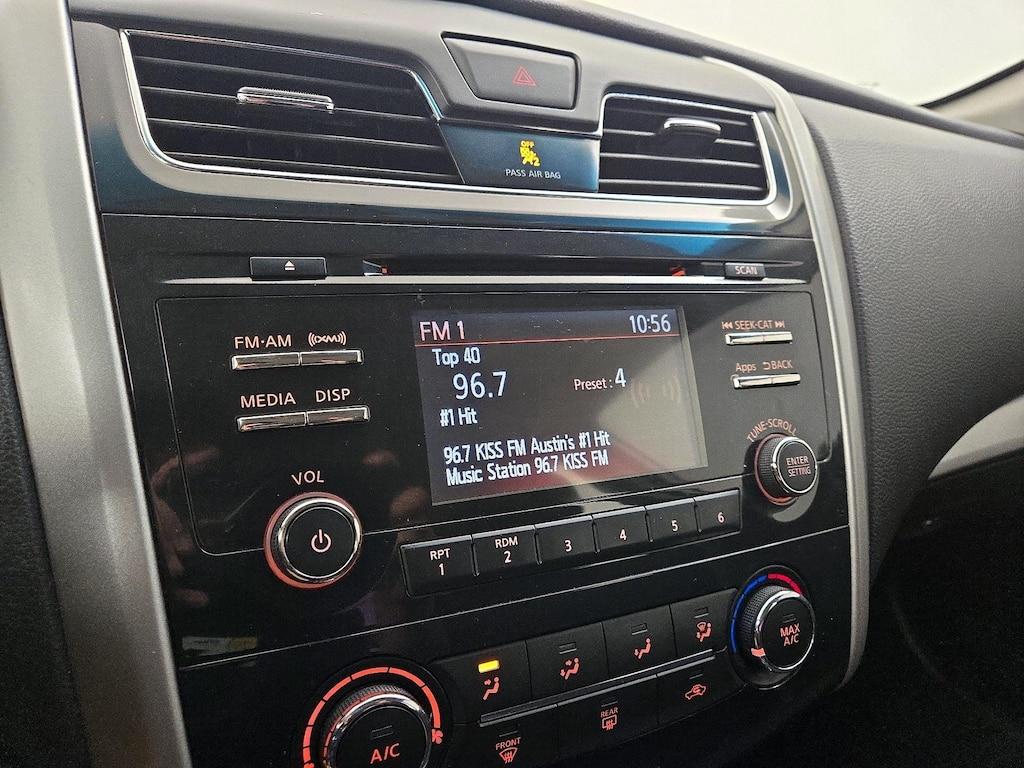 OFF
2
PASS AIR BAG
SCAN
FM·AM
((XM))
SEEK·CAT
FM 1
10:56
Top 40
96.7
Preset : 4
#1 Hit
96.7 KISS FM Austin's #1 Hit
Music Station 96.7 KISS FM
Apps
BACK
MEDIA
DISP
TUNE·SCROLL
ENTER
SETTING
VOL
RPT
1
RDM
2
3
4
5
6
MAX
A/C
A/C
FRONT
REAR